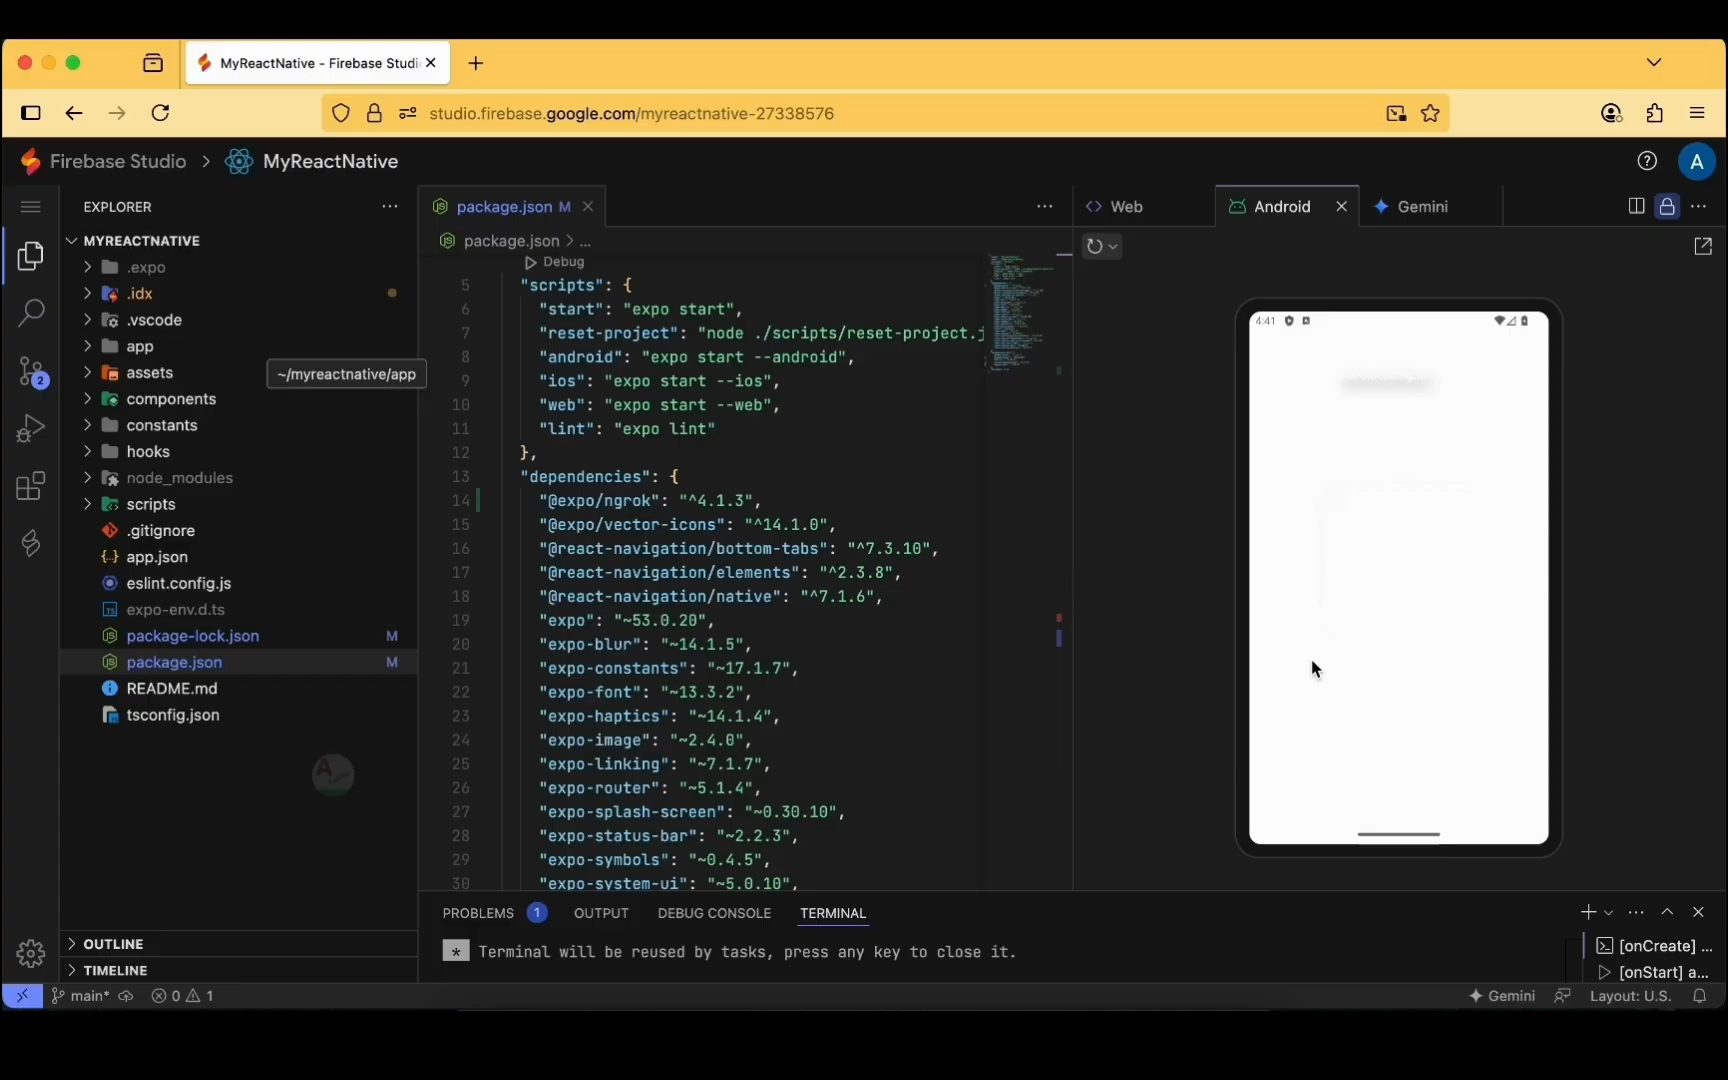 MyReactNative - Firebase Studi
studio.firebase.google.com/myreactnative-27338576
Firebase Studio > MyReactNative
A
EXPLORER
MYREACTNATIVE
.expo
.idx
.vscode
app
assets
~/myreactnative/app
components
constants
hooks
node_modules
scripts
.gitignore
app.json
eslint.config.js
expo-env.d.ts
package-lock.json M
package.json M
README.md
tsconfig.json
OUTLINE
TIMELINE
2
package.json M
package.json > ...
Debug
5 "scripts": {
6 "start": "expo start",
7 "reset-project": "node ./scripts/reset-project.j
8 "android": "expo start --android",
9 "ios": "expo start --ios",
10 "web": "expo start --web",
11 "lint": "expo lint"
12 },
13 "dependencies": {
14 "@expo/ngrok": "^4.1.3",
15 "@expo/vector-icons": "^14.1.0",
16 "@react-navigation/bottom-tabs": "^7.3.10",
17 "@react-navigation/elements": "^2.3.8",
18 "@react-navigation/native": "^7.1.6",
19 "expo": "~53.0.20",
20 "expo-blur": "~14.1.5",
21 "expo-constants": "~17.1.7",
22 "expo-font": "~13.3.2",
23 "expo-haptics": "~14.1.4",
24 "expo-image": "~2.4.0",
25 "expo-linking": "~7.1.7",
26 "expo-router": "~5.1.4",
27 "expo-splash-screen": "~0.30.10",
28 "expo-status-bar": "~2.2.3",
29 "expo-symbols": "~0.4.5",
30 "expo-system-ui": "~5.0.10",
Web
Android
Gemini
4:41
PROBLEMS 1 OUTPUT DEBUG CONSOLE TERMINAL
* Terminal will be reused by tasks, press any key to close it.
[onCreate] ...
[onStart] a...
main* 0 1
Gemini Layout: U.S.